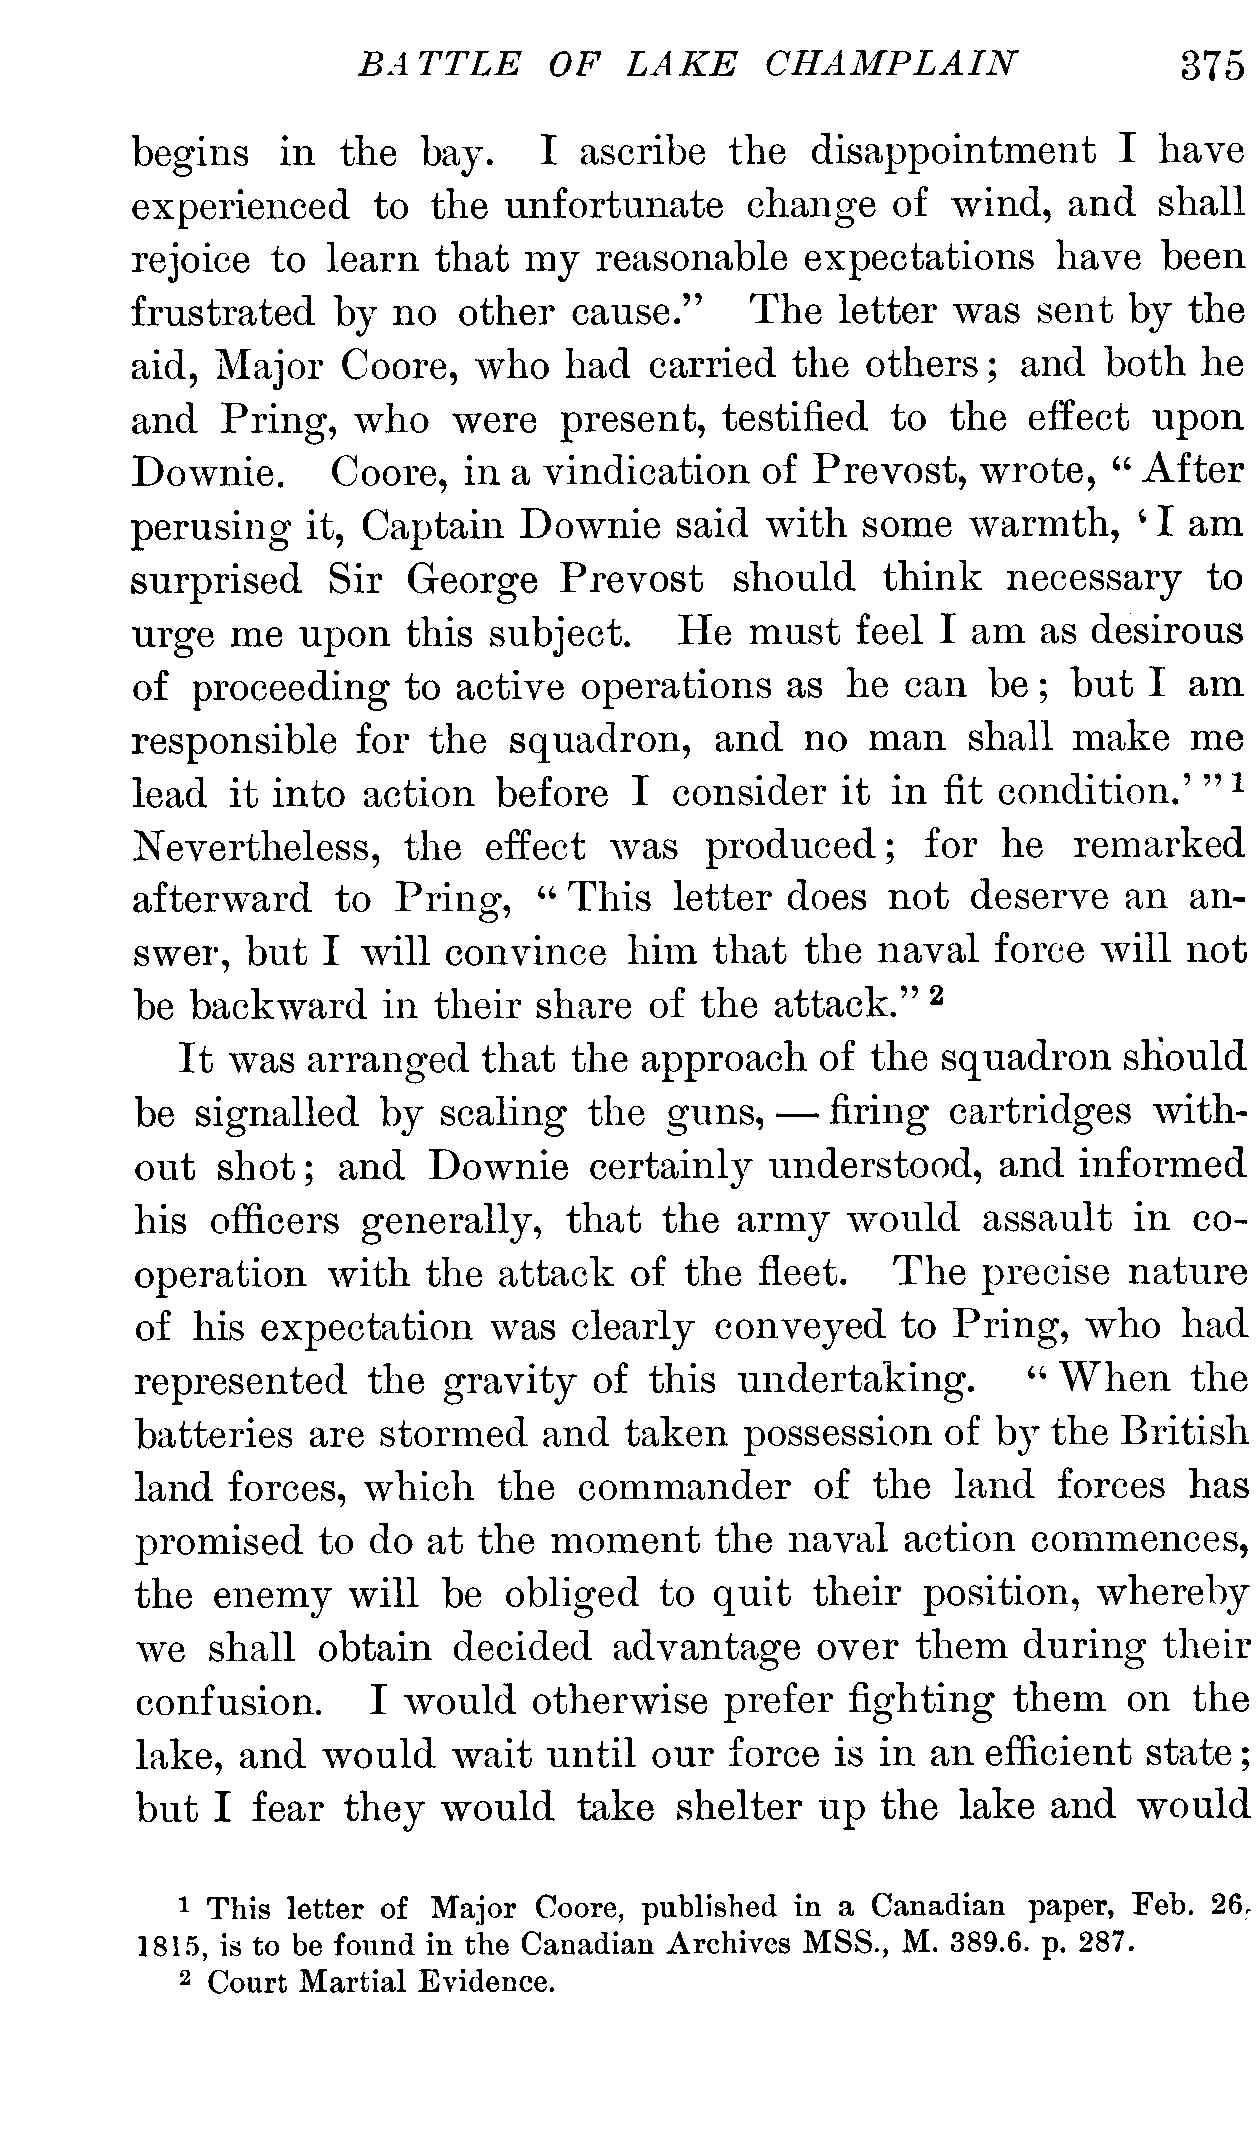 BATTLE OF LAKE CHAMPLAIN 375
begins in the bay. I ascribe the disappointment I have
experienced to the unfortunate change of wind, and shall
rejoice to learn that my reasonable expectations have been
frustrated by no other cause.” The letter was sent by the
aid, Major Coore, who had carried the others; and both he
and Pring, who were present, testified to the effect upon
Downie. Coore, in a vindication of Prevost, wrote, “After
perusing it, Captain Downie said with some warmth, ‘I am
surprised Sir George Prevost should think necessary to
urge me upon this subject. He must feel I am as desirous
of proceeding to active operations as he can be; but I am
responsible for the squadron, and no man shall make me
lead it into action before I consider it in fit condition.’”¹
Nevertheless, the effect was produced; for he remarked
afterward to Pring, “This letter does not deserve an an-
swer, but I will convince him that the naval force will not
be backward in their share of the attack.”²
It was arranged that the approach of the squadron should
be signalled by scaling the guns, — firing cartridges with-
out shot; and Downie certainly understood, and informed
his officers generally, that the army would assault in co-
operation with the attack of the fleet. The precise nature
of his expectation was clearly conveyed to Pring, who had
represented the gravity of this undertaking. “When the
batteries are stormed and taken possession of by the British
land forces, which the commander of the land forces has
promised to do at the moment the naval action commences,
the enemy will be obliged to quit their position, whereby
we shall obtain decided advantage over them during their
confusion. I would otherwise prefer fighting them on the
lake, and would wait until our force is in an efficient state;
but I fear they would take shelter up the lake and would
¹ This letter of Major Coore, published in a Canadian paper, Feb. 26,
1815, is to be found in the Canadian Archives MSS., M. 389.6. p. 287.
² Court Martial Evidence.